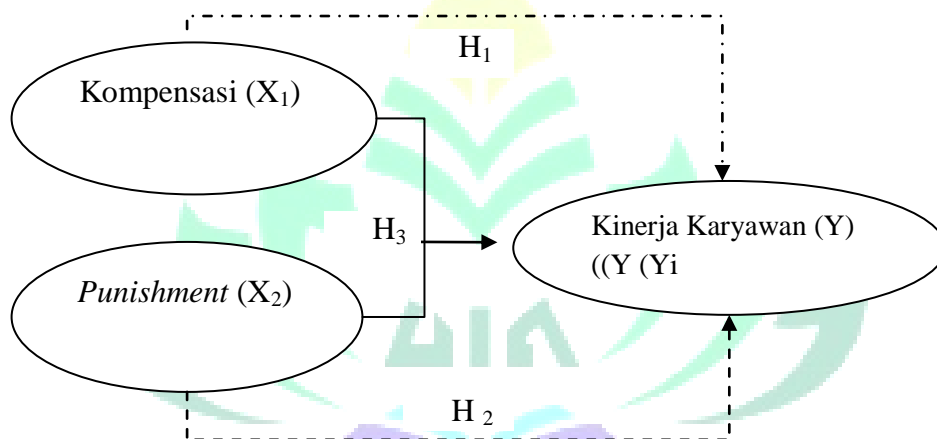 H₁
Kompensasi (X₁)
Kinerja Karyawan (Y)
((Y (Yi
H₃
Punishment (X₂)
H ₂